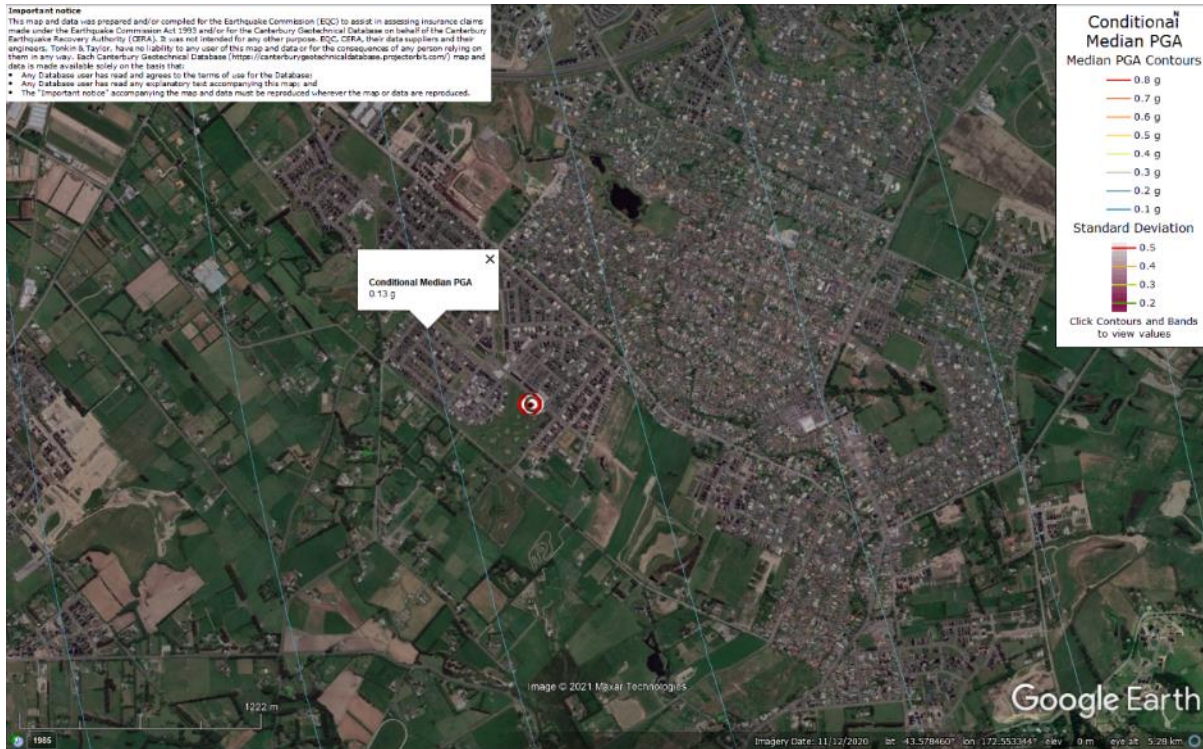 Important notice
This map and data was prepared and/or compiled for the Earthquake Commission (EQC) to assist in assessing insurance claims
made under the Earthquake Commission Act 1993 and/or for the Canterbury Geotechnical Database on behalf of the Canterbury
Earthquake Recovery Authority (CERA). It was not intended for any other purpose. EQC, CERA, their data suppliers and their
engineers, Tonkin & Taylor, have no liability to any user of this map and data or for the consequences of any person relying on
them in any way. Each Canterbury Geotechnical Database (https://canterburygeotechnicaldatabase.projectorbit.com/) map and
data is made available solely on the basis that:
• Any Database user has read and agrees to the terms of use for the Database;
• Any Database user has read any explanatory text accompanying this map; and
• The "Important notice" accompanying the map and data must be reproduced wherever the map or data are reproduced.
N
Conditional
Median PGA
Median PGA Contours
0.8 g
0.7 g
0.6 g
0.5 g
0.4 g
0.3 g
0.2 g
0.1 g
Standard Deviation
0.5
0.4
0.3
0.2
Click Contours and Bands
to view values
Conditional Median PGA
0.13 g
Image © 2021 Maxar Technologies
Google Earth
1222 m
1985
Imagery Date: 11/12/2020 lat -43.578460° lon 172.553344° elev 0 m eye alt 5.29 km